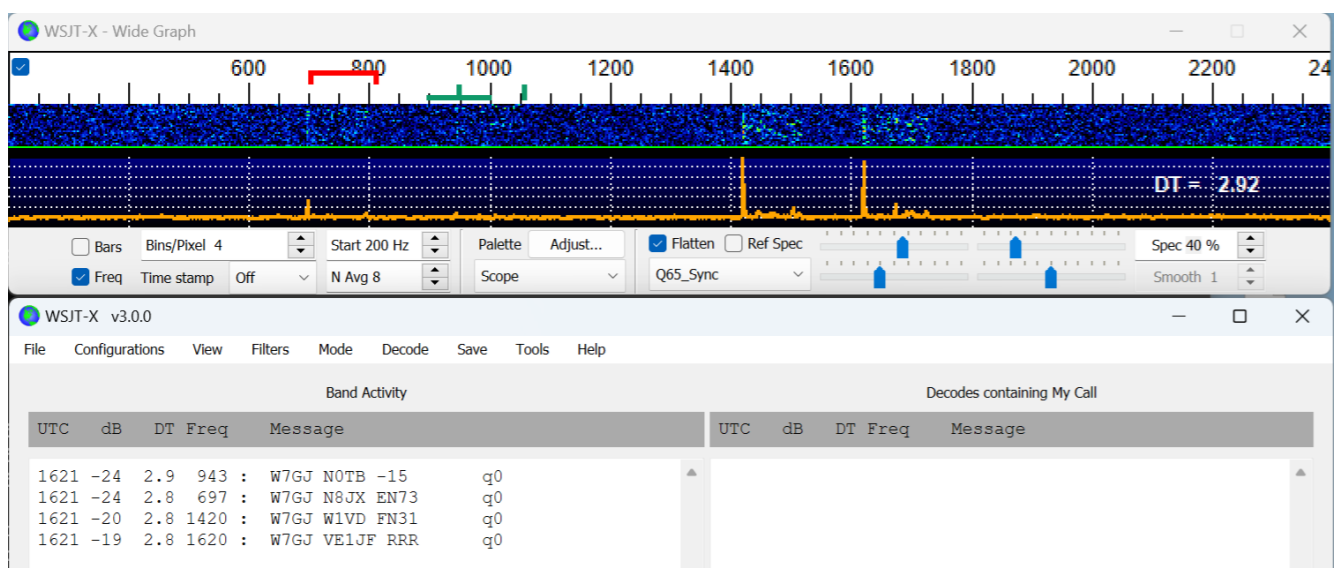 WSJT-X - Wide Graph
600 800 1000 1200 1400 1600 1800 2000 2200 24
DT = 2.92
Bars Bins/Pixel 4 Start 200 Hz Palette Adjust... Flatten Ref Spec Spec 40 %
Freq Time stamp Off N Avg 8 Scope Q65_Sync Smooth 1
WSJT-X v3.0.0
File Configurations View Filters Mode Decode Save Tools Help
Band Activity Decodes containing My Call
UTC dB DT Freq Message UTC dB DT Freq Message
1621 -24 2.9 943 : W7GJ N0TB -15 q0
1621 -24 2.8 697 : W7GJ N8JX EN73 q0
1621 -20 2.8 1420 : W7GJ W1VD FN31 q0
1621 -19 2.8 1620 : W7GJ VE1JF RRR q0